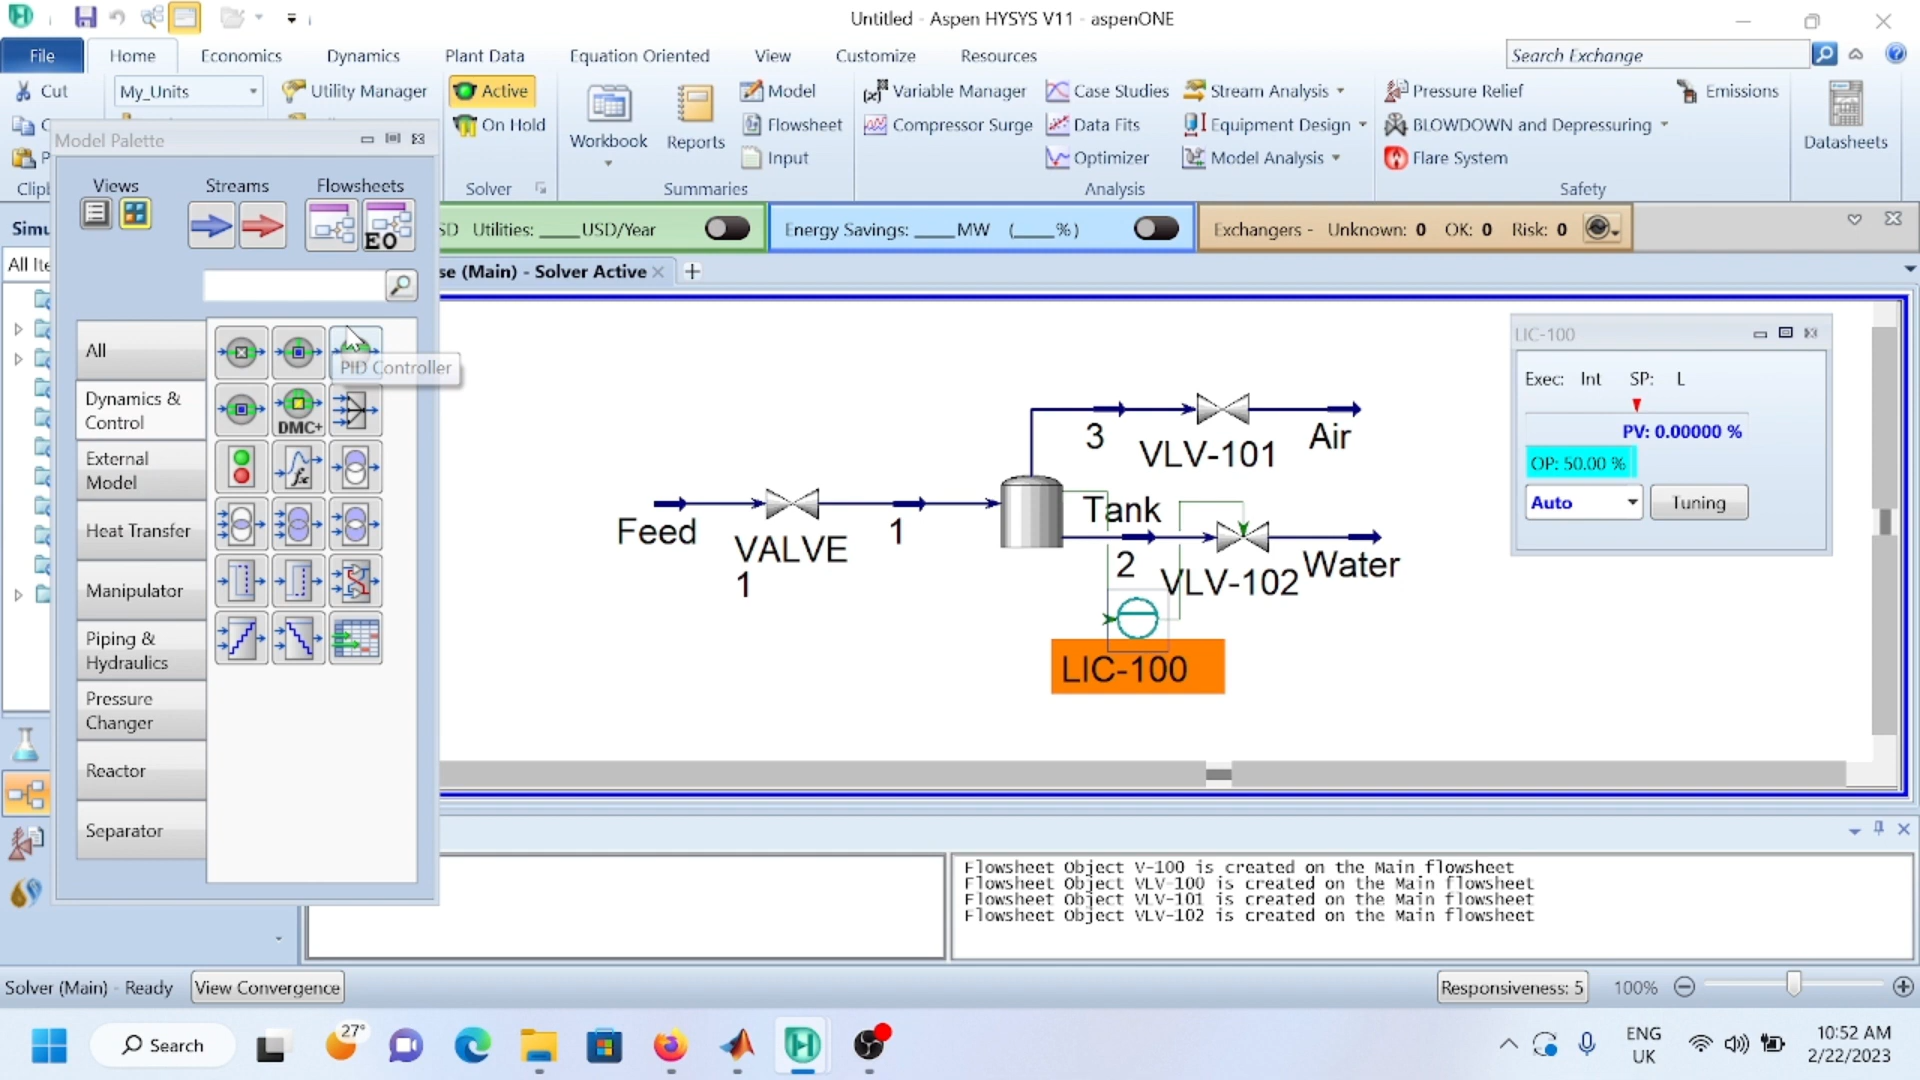 Untitled - Aspen HYSYS V11 - aspenONE
File Home Economics Dynamics Plant Data Equation Oriented View Customize Resources Search Exchange
Cut My_Units Utility Manager Active Workbook Reports Model Variable Manager Case Studies Stream Analysis Pressure Relief Emissions Datasheets
On Hold Flowsheet Compressor Surge Data Fits Equipment Design BLOWDOWN and Depressuring
Input Optimizer Model Analysis Flare System
Solver Summaries Analysis Safety
Model Palette
Views Streams Flowsheets
EO
SD Utilities: ____USD/Year Energy Savings: ____MW (____%) Exchangers - Unknown: 0 OK: 0 Risk: 0
se (Main) - Solver Active
All
Dynamics & Control
External Model
Heat Transfer
Manipulator
Piping & Hydraulics
Pressure Changer
Reactor
Separator
PID Controller
DMC+
Feed
VALVE 1
1
3
VLV-101
Air
Tank
2
VLV-102
Water
LIC-100
LIC-100
Exec: Int SP: L
PV: 0.00000 %
OP: 50.00 %
Auto Tuning
Flowsheet Object V-100 is created on the Main flowsheet
Flowsheet Object VLV-100 is created on the Main flowsheet
Flowsheet Object VLV-101 is created on the Main flowsheet
Flowsheet Object VLV-102 is created on the Main flowsheet
Solver (Main) - Ready View Convergence Responsiveness: 5 100%
Search 27° ENG UK 10:52 AM 2/22/2023